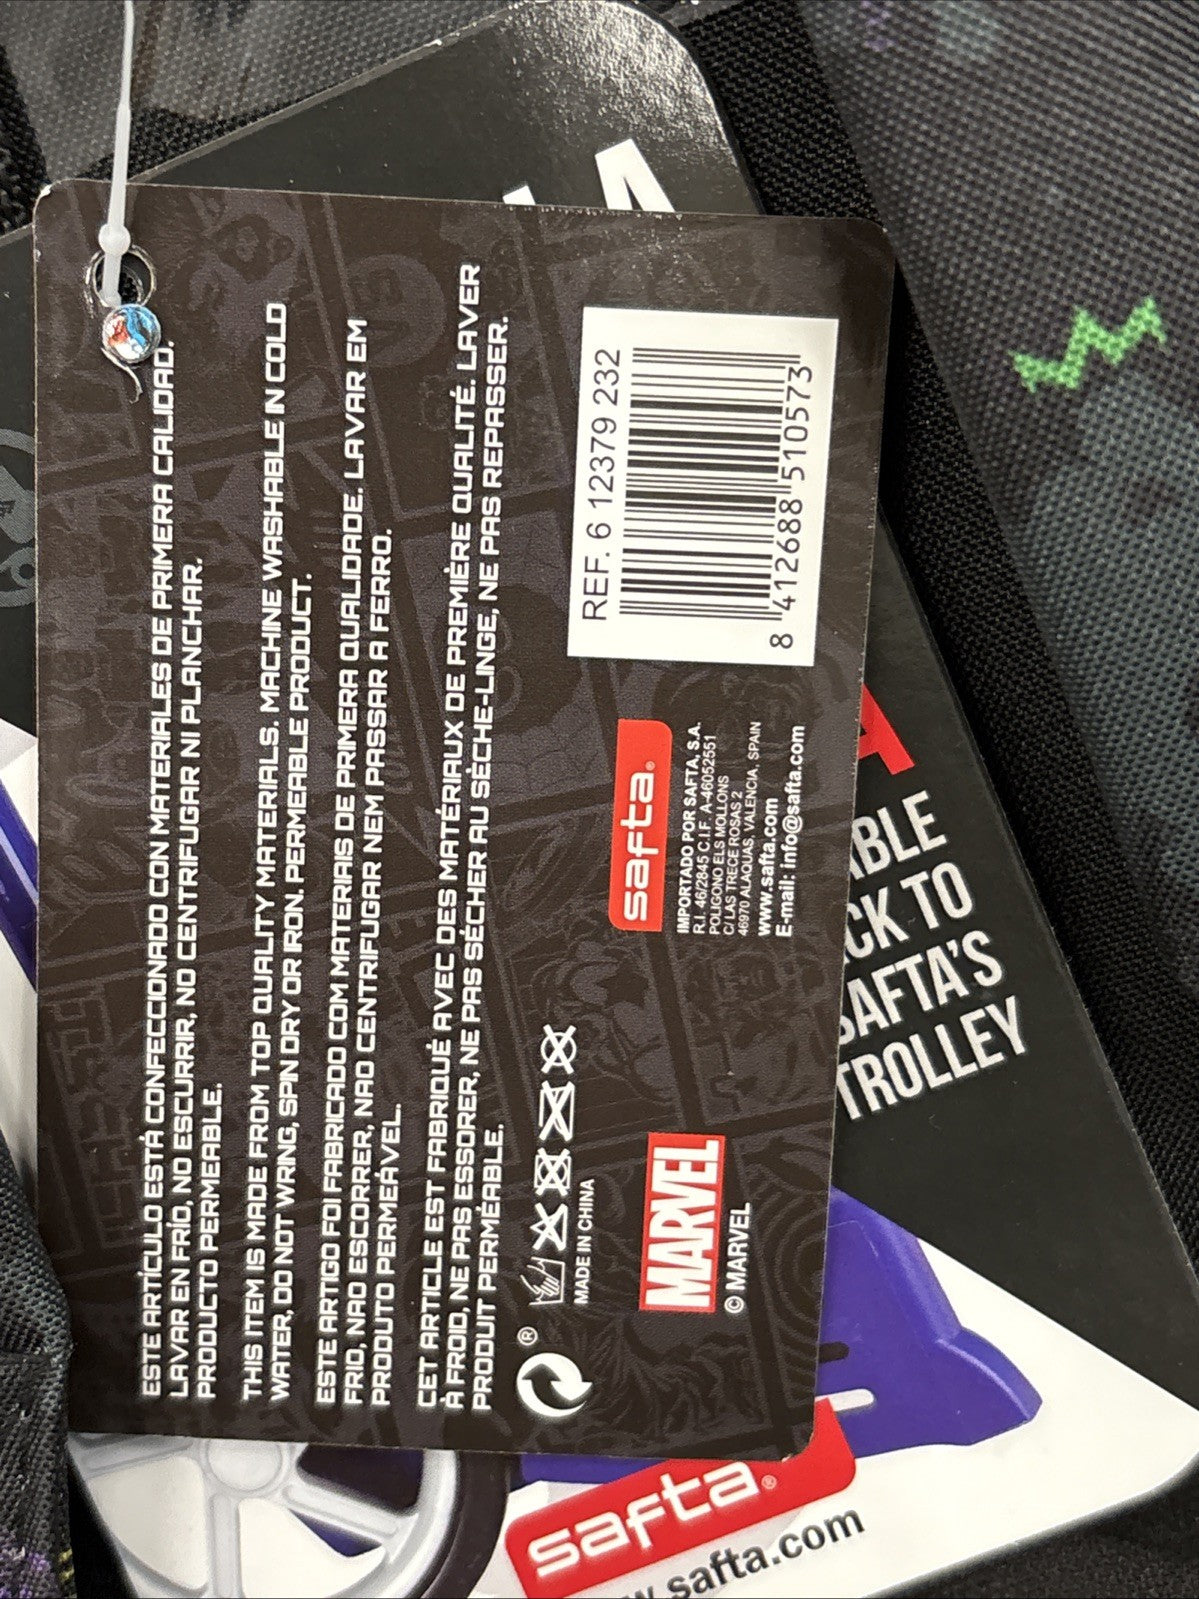 ESTE ARTÍCULO ESTÁ CONFECCIONADO CON MATERIALES DE PRIMERA CALIDAD.
LAVAR EN FRÍO, NO ESCURRIR, NO CENTRIFUGAR NI PLANCHAR.
PRODUCTO PERMEABLE.
THIS ITEM IS MADE FROM TOP QUALITY MATERIALS. MACHINE WASHABLE IN COLD
WATER, DO NOT WRING, SPIN DRY OR IRON. PERMEABLE PRODUCT.
ESTE ARTIGO FOI FABRICADO COM MATERIAIS DE PRIMERA QUALIDADE. LAVAR EM
FRIO, NAO ESCORRER, NAO CENTRIFUGAR NEM PASSAR A FERRO.
PRODUTO PERMEÁVEL.
CET ARTICLE EST FABRIQUÉ AVEC DES MATÉRIAUX DE PREMIÈRE QUALITÉ. LAVER
À FROID, NE PAS ESSORER, NE PAS SÉCHER AU SÈCHE-LINGE, NE PAS REPASSER.
PRODUIT PERMÉABLE.
®
MADE IN CHINA
MARVEL
© MARVEL
safta®
IMPORTADO POR SAFTA, S.A.
R.I. 46/2845 C.I.F. A-46052551
POLIGONO ELS MOLLONS
C/ LAS TRECE ROSAS 2
46970 ALAQUAS, VALENCIA, SPAIN
www.safta.com
E-mail: info@safta.com
REF. 6 12379 232
8 412688 510573
TO
SAFTA'S
TROLLEY
safta®
safta.com